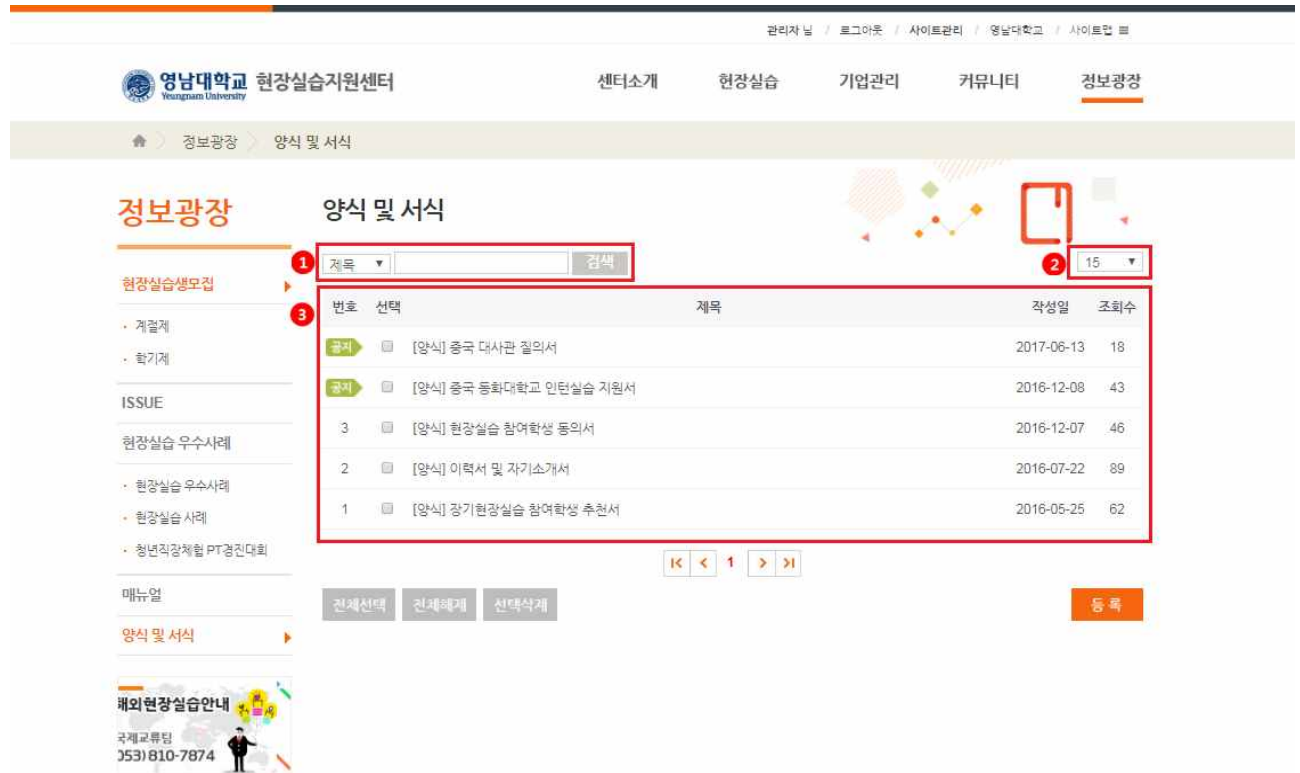 관리자 님 / 로그아웃 / 사이트관리 / 영남대학교 / 사이트맵
영남대학교 현장실습지원센터
Yeungnam University
센터소개 현장실습 기업관리 커뮤니티 정보광장
정보광장 양식 및 서식
정보광장
현장실습생모집
· 계절제
· 학기제
ISSUE
현장실습 우수사례
· 현장실습 우수사례
· 현장실습 사례
· 청년직장체험 PT경진대회
매뉴얼
양식 및 서식
해외현장실습안내
국제교류팀
053) 810-7874
양식 및 서식
1 제목 검색
2 15
3 번호 선택 제목 작성일 조회수
공지 [양식] 중국 대사관 질의서 2017-06-13 18
공지 [양식] 중국 동화대학교 인턴실습 지원서 2016-12-08 43
3 [양식] 현장실습 참여학생 동의서 2016-12-07 46
2 [양식] 이력서 및 자기소개서 2016-07-22 89
1 [양식] 장기현장실습 참여학생 추천서 2016-05-25 62
1
전체선택 전체해제 선택삭제 등 록